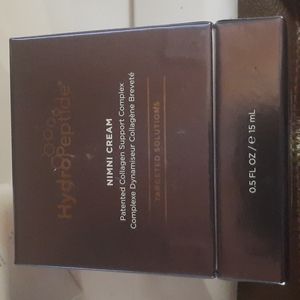 HydroPeptide®
NIMNI CREAM
Patented Collagen Support Complex
Complexe Dynamiseur Collagène Breveté
TARGETED SOLUTIONS
0.5 FL OZ / ℮ 15 mL